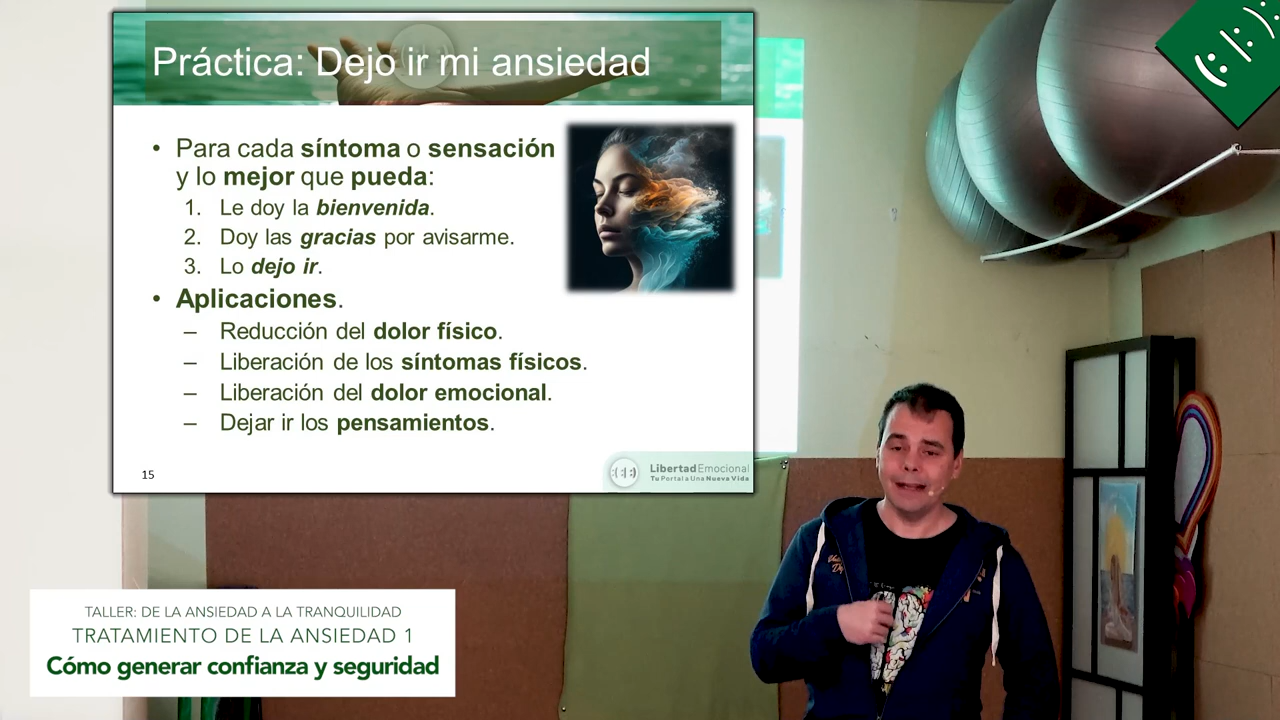 Práctica: Dejo ir mi ansiedad
• Para cada síntoma o sensación
y lo mejor que pueda:
1. Le doy la bienvenida.
2. Doy las gracias por avisarme.
3. Lo dejo ir.
• Aplicaciones.
– Reducción del dolor físico.
– Liberación de los síntomas físicos.
– Liberación del dolor emocional.
– Dejar ir los pensamientos.
15
LibertadEmocional
Tu Portal a Una Nueva Vida
TALLER: DE LA ANSIEDAD A LA TRANQUILIDAD
TRATAMIENTO DE LA ANSIEDAD 1
Cómo generar confianza y seguridad